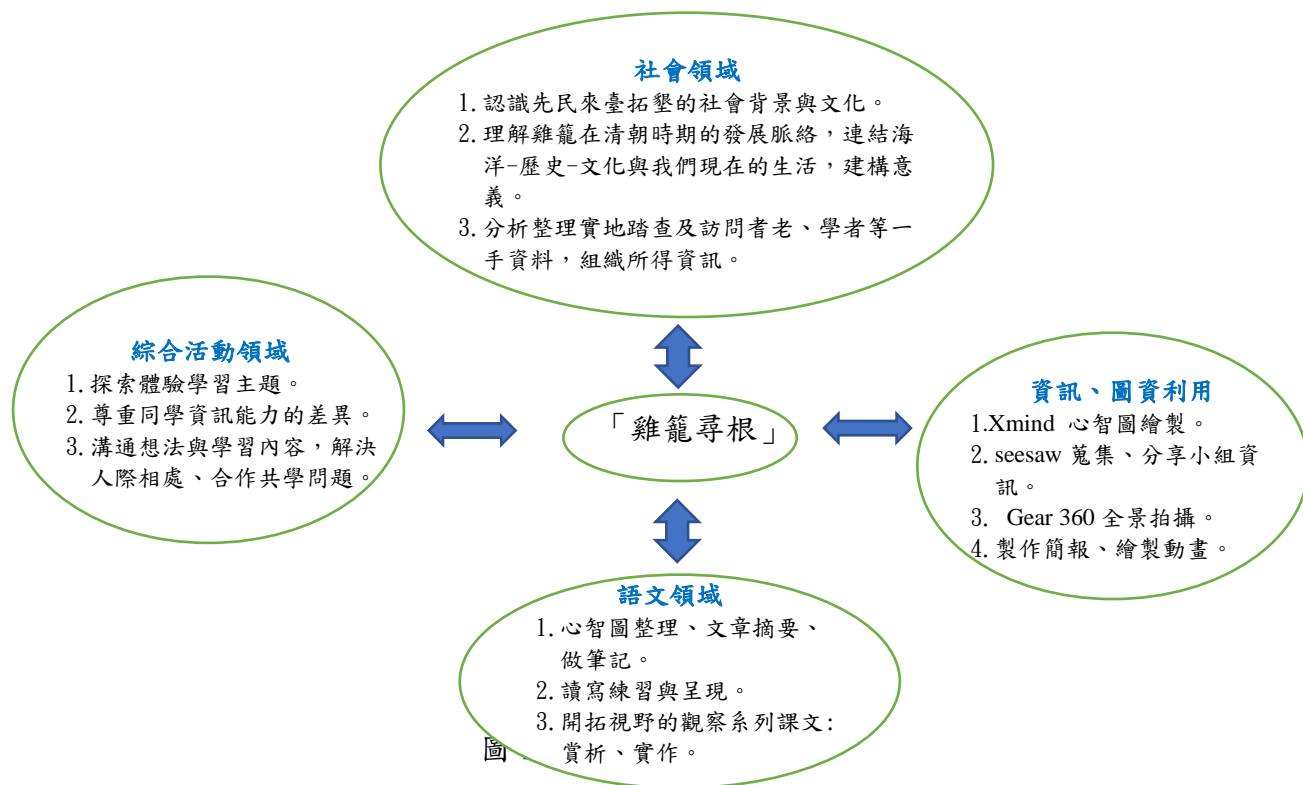 社會領域
1. 認識先民來臺拓墾的社會背景與文化。
2. 理解雞籠在清朝時期的發展脈絡，連結海
洋-歷史-文化與我們現在的生活，建構意
義。
3. 分析整理實地踏查及訪問耆老、學者等一
手資料，組織所得資訊。
綜合活動領域
1. 探索體驗學習主題。
2. 尊重同學資訊能力的差異。
3. 溝通想法與學習內容，解決
人際相處、合作共學問題。
「雞籠尋根」
資訊、圖資利用
1.Xmind 心智圖繪製。
2. seesaw 蒐集、分享小組資
訊。
3. Gear 360 全景拍攝。
4. 製作簡報、繪製動畫。
語文領域
1. 心智圖整理、文章摘要、
做筆記。
2. 讀寫練習與呈現。
3. 開拓視野的觀察系列課文:
賞析、實作。
圖